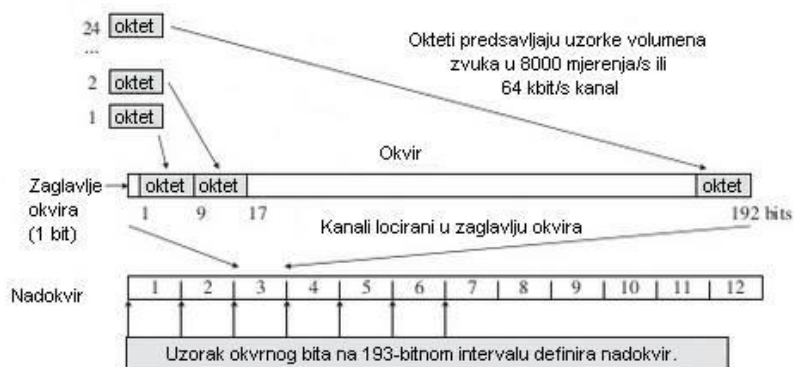 24 oktet
...
2 oktet
1 oktet
Okteti predsavljaju uzorke volumena
zvuka u 8000 mjerenja/s ili
64 kbit/s kanal
Okvir
Zaglavlje
okvira
(1 bit)
oktet oktet oktet
1 9 17 192 bits
Kanali locirani u zaglavlju okvira
Nadokvir
1 2 3 4 5 6 7 8 9 10 11 12
Uzorak okvrnog bita na 193-bitnom intervalu definira nadokvir.